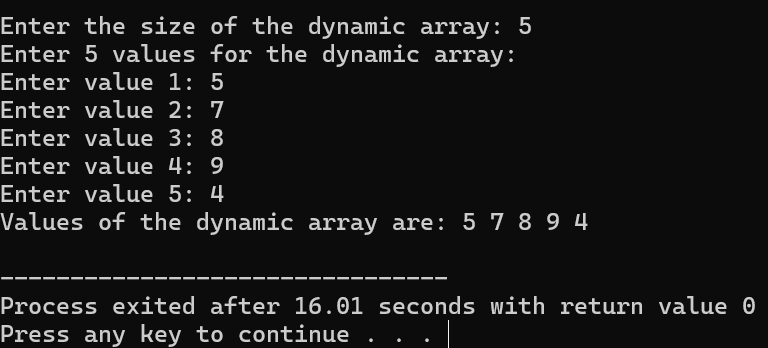 Enter the size of the dynamic array: 5
Enter 5 values for the dynamic array:
Enter value 1: 5
Enter value 2: 7
Enter value 3: 8
Enter value 4: 9
Enter value 5: 4
Values of the dynamic array are: 5 7 8 9 4
--------------------------------
Process exited after 16.01 seconds with return value 0
Press any key to continue . . .